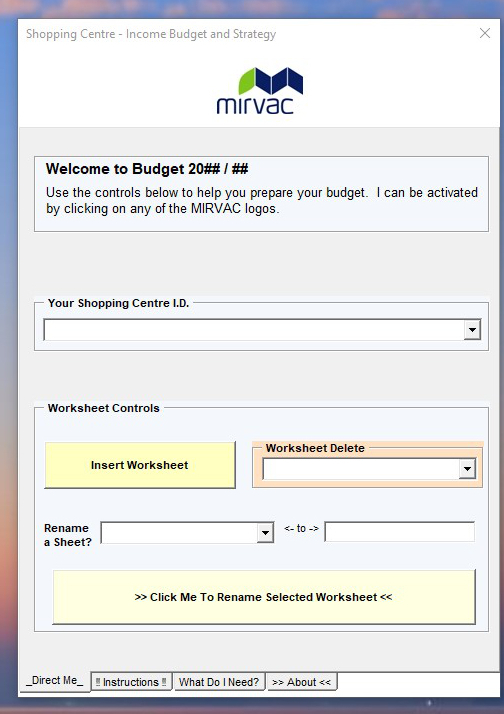 Shopping Centre - Income Budget and Strategy
mirvac
Welcome to Budget 20## / ##
Use the controls below to help you prepare your budget.  I can be activated
by clicking on any of the MIRVAC logos.
Your Shopping Centre I.D.
Worksheet Controls
Insert Worksheet
Worksheet Delete
Rename
a Sheet?
<- to ->
>> Click Me To Rename Selected Worksheet <<
_Direct Me_
!! Instructions !!
What Do I Need?
>> About <<